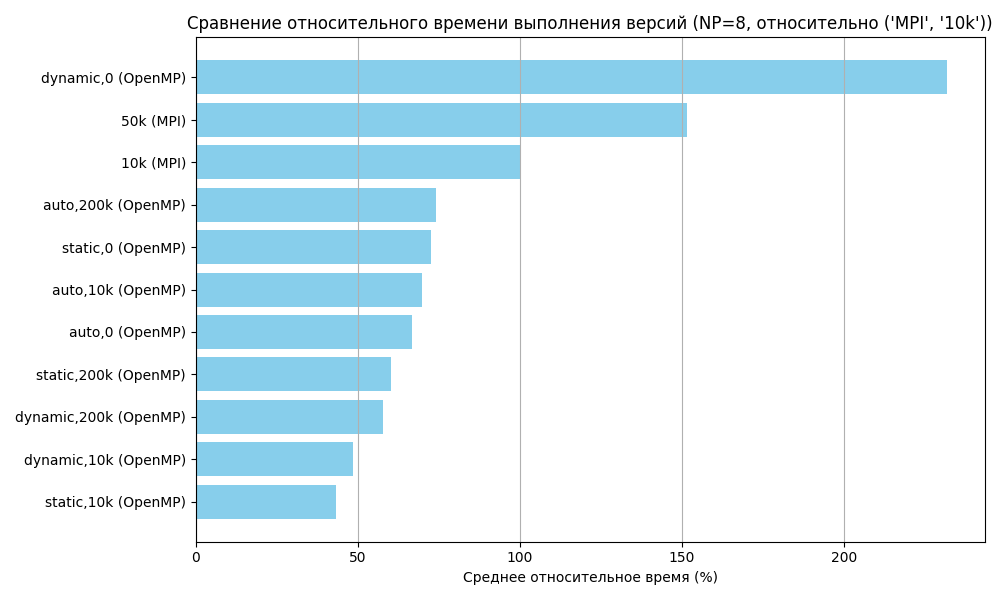 Сравнение относительного времени выполнения версий (NP=8, относительно ('MPI', '10k'))
dynamic,0 (OpenMP)
50k (MPI)
10k (MPI)
auto,200k (OpenMP)
static,0 (OpenMP)
auto,10k (OpenMP)
auto,0 (OpenMP)
static,200k (OpenMP)
dynamic,200k (OpenMP)
dynamic,10k (OpenMP)
static,10k (OpenMP)
0 50 100 150 200
Среднее относительное время (%)